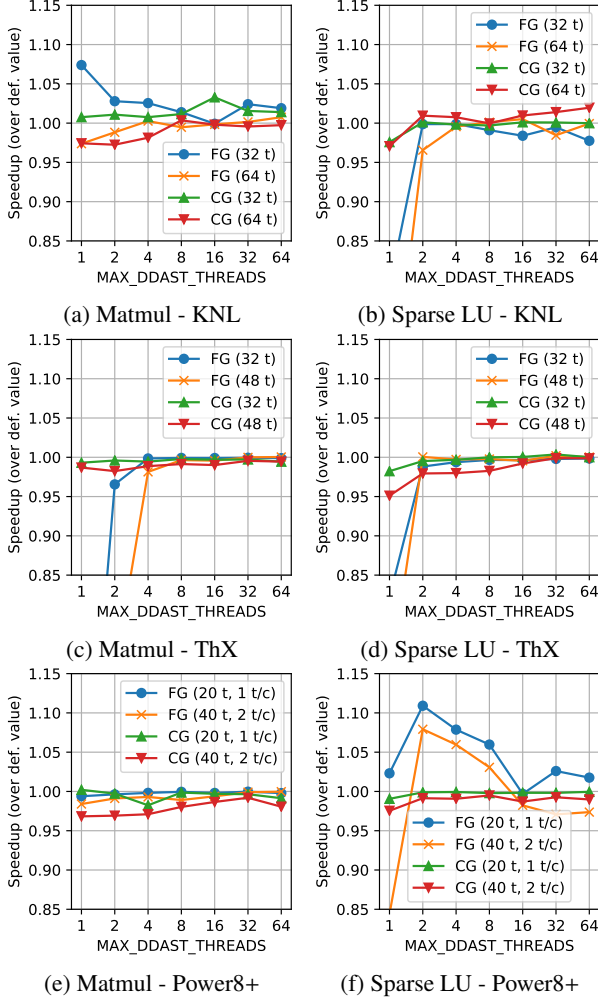 1.15
1.10
1.05
1.00
0.95
0.90
0.85
Speedup (over def. value)
FG (32 t)
FG (64 t)
CG (32 t)
CG (64 t)
1 2 4 8 16 32 64
MAX_DDAST_THREADS
(a) Matmul - KNL
1.15
1.10
1.05
1.00
0.95
0.90
0.85
Speedup (over def. value)
FG (32 t)
FG (64 t)
CG (32 t)
CG (64 t)
1 2 4 8 16 32 64
MAX_DDAST_THREADS
(b) Sparse LU - KNL
1.15
1.10
1.05
1.00
0.95
0.90
0.85
Speedup (over def. value)
FG (32 t)
FG (48 t)
CG (32 t)
CG (48 t)
1 2 4 8 16 32 64
MAX_DDAST_THREADS
(c) Matmul - ThX
1.15
1.10
1.05
1.00
0.95
0.90
0.85
Speedup (over def. value)
FG (32 t)
FG (48 t)
CG (32 t)
CG (48 t)
1 2 4 8 16 32 64
MAX_DDAST_THREADS
(d) Sparse LU - ThX
1.15
1.10
1.05
1.00
0.95
0.90
0.85
Speedup (over def. value)
FG (20 t, 1 t/c)
FG (40 t, 2 t/c)
CG (20 t, 1 t/c)
CG (40 t, 2 t/c)
1 2 4 8 16 32 64
MAX_DDAST_THREADS
(e) Matmul - Power8+
1.15
1.10
1.05
1.00
0.95
0.90
0.85
Speedup (over def. value)
FG (20 t, 1 t/c)
FG (40 t, 2 t/c)
CG (20 t, 1 t/c)
CG (40 t, 2 t/c)
1 2 4 8 16 32 64
MAX_DDAST_THREADS
(f) Sparse LU - Power8+